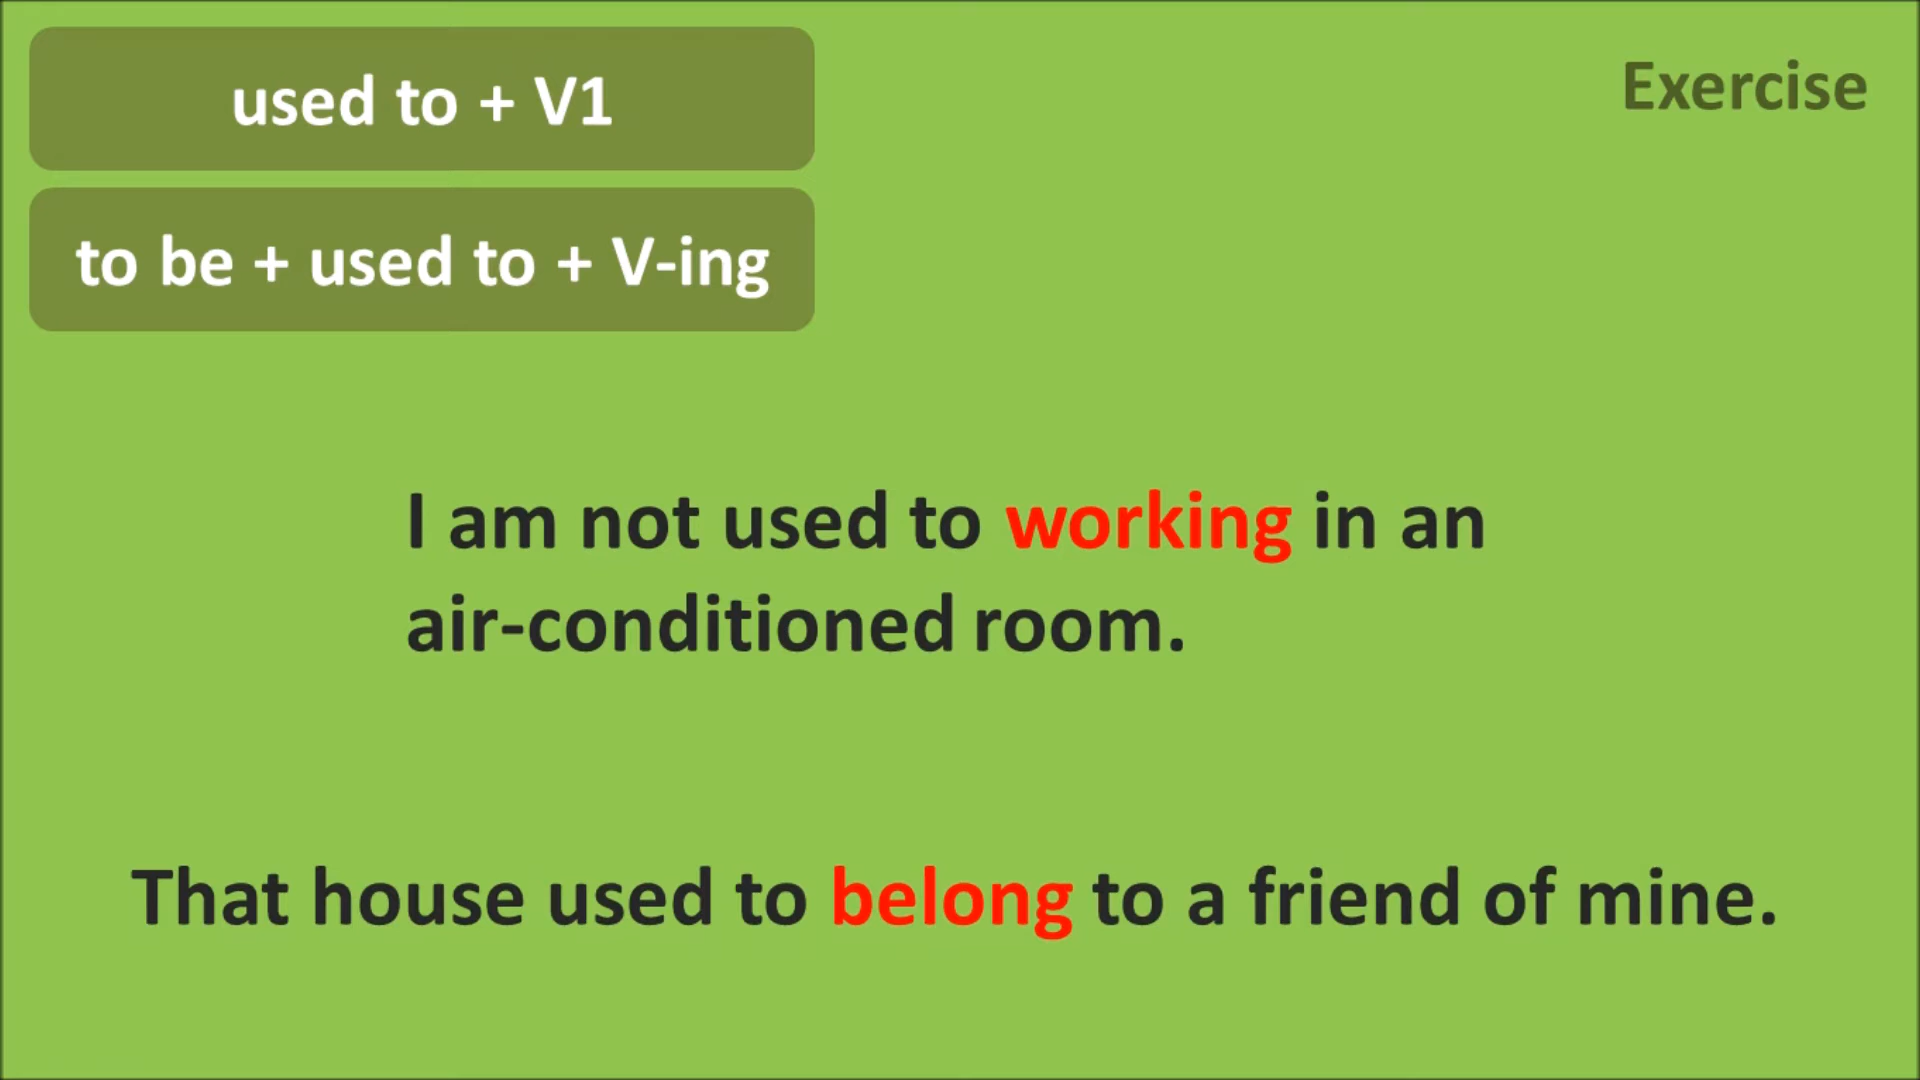 used to + V1
Exercise
to be + used to + V-ing
I am not used to working in an
air-conditioned room.
That house used to belong to a friend of mine.